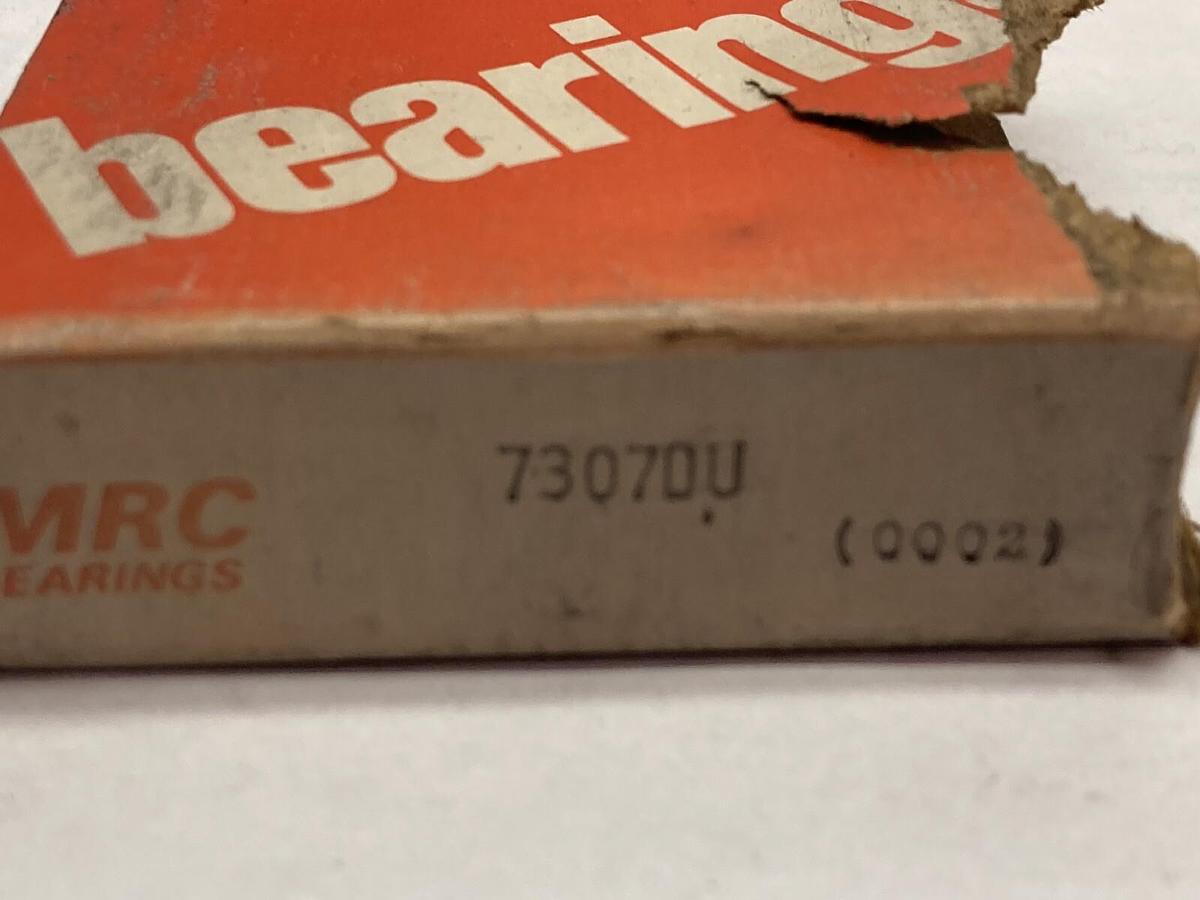 bearing
MRC
EARINGS
7307DU
(0002)